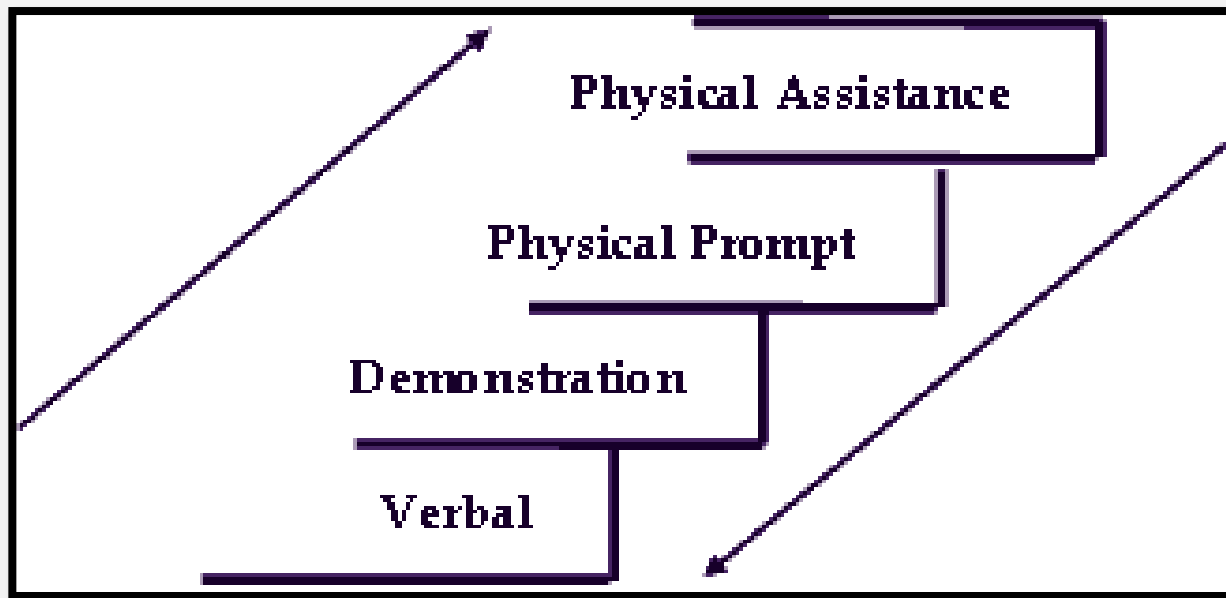 Physical Assistance
Physical Prompt
Demonstration
Verbal